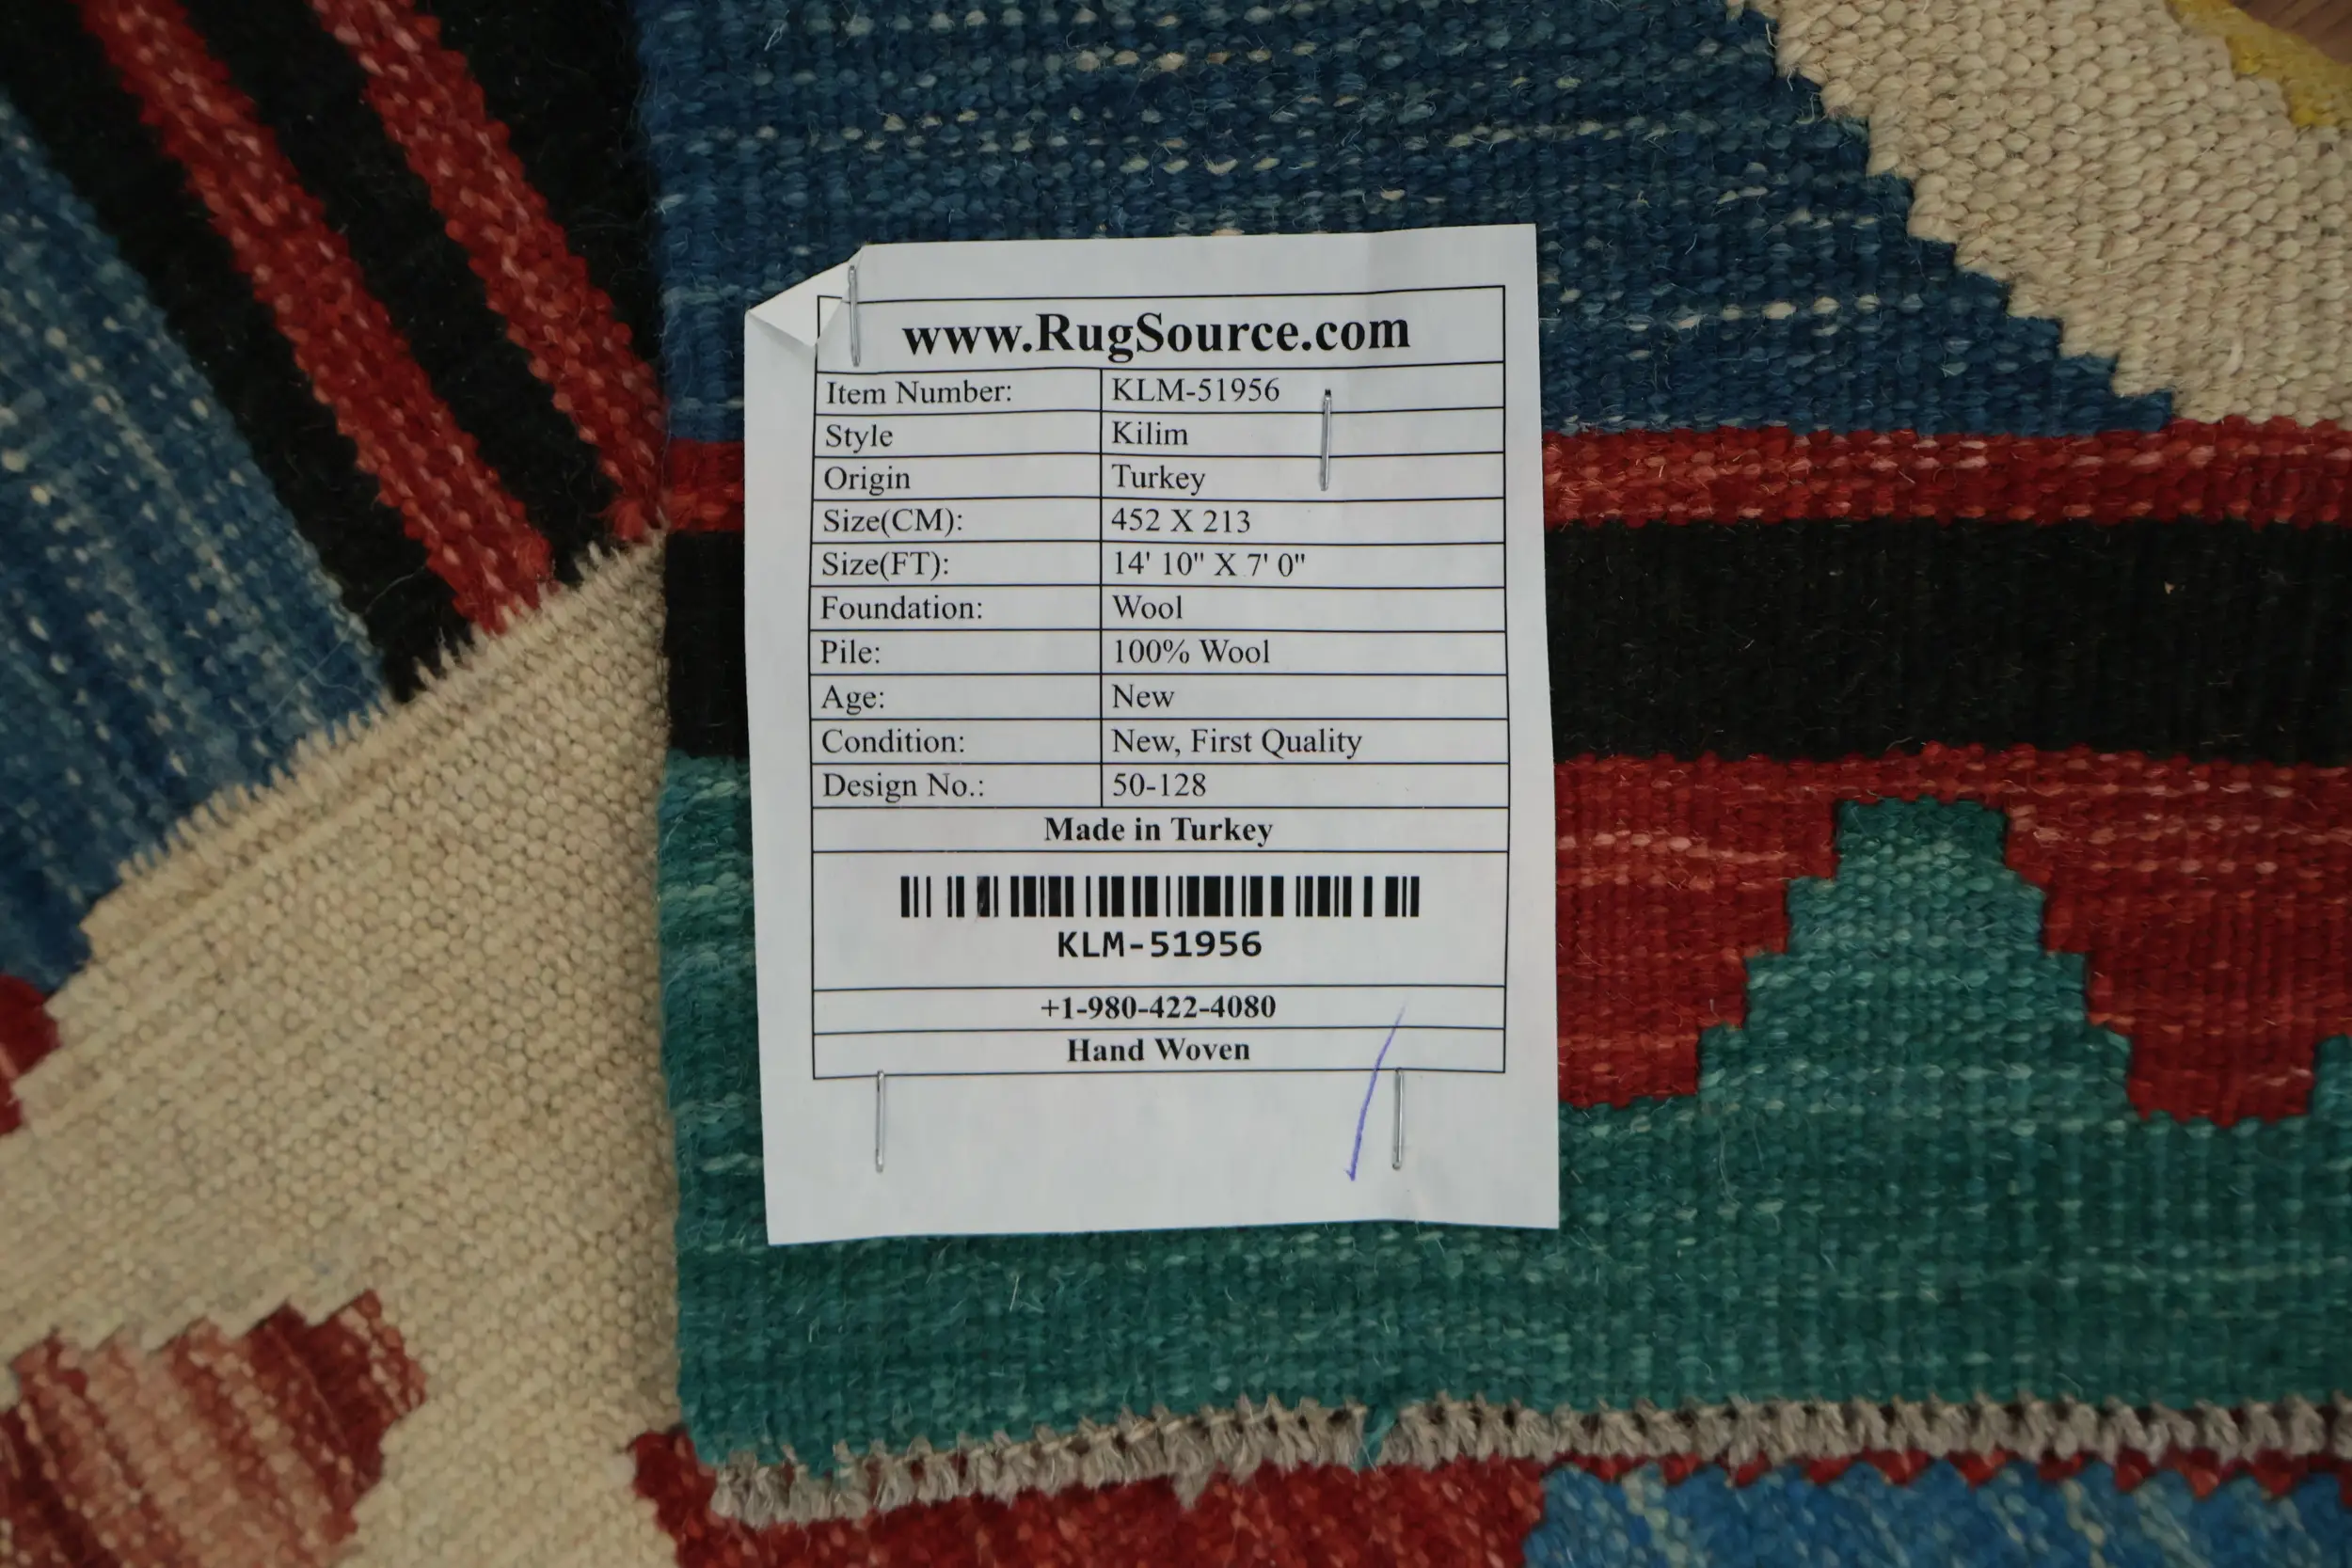 www.RugSource.com
Item Number: KLM-51956
Style Kilim
Origin Turkey
Size(CM): 452 X 213
Size(FT): 14' 10" X 7' 0"
Foundation: Wool
Pile: 100% Wool
Age: New
Condition: New, First Quality
Design No.: 50-128
Made in Turkey
KLM-51956
+1-980-422-4080
Hand Woven